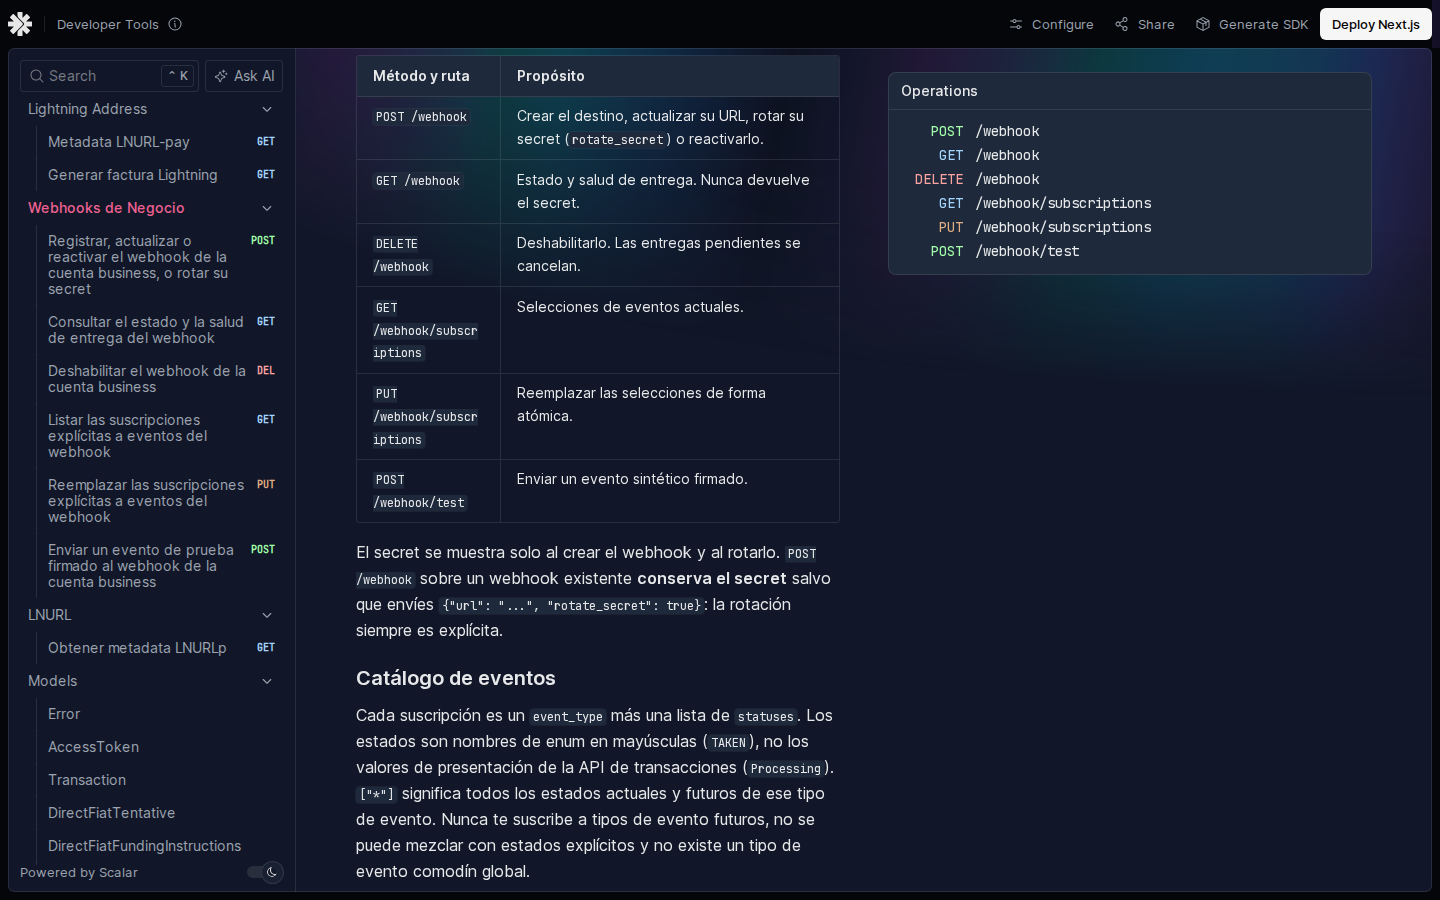 Developer Tools
Configure
Share
Generate SDK
Deploy Next.js
Search
⌃ K
Ask AI
Lightning Address
Metadata LNURL-pay GET
Generar factura Lightning GET
Webhooks de Negocio
Registrar, actualizar o POST
reactivar el webhook de la
cuenta business, o rotar su
secret
Consultar el estado y la salud GET
de entrega del webhook
Deshabilitar el webhook de la DEL
cuenta business
Listar las suscripciones GET
explícitas a eventos del
webhook
Reemplazar las suscripciones PUT
explícitas a eventos del
webhook
Enviar un evento de prueba POST
firmado al webhook de la
cuenta business
LNURL
Obtener metadata LNURLp GET
Models
Error
AccessToken
Transaction
DirectFiatTentative
DirectFiatFundingInstructions
Powered by Scalar
Método y ruta Propósito
POST /webhook Crear el destino, actualizar su URL, rotar su
secret (rotate_secret) o reactivarlo.
GET /webhook Estado y salud de entrega. Nunca devuelve
el secret.
DELETE Deshabilitarlo. Las entregas pendientes se
/webhook cancelan.
GET Selecciones de eventos actuales.
/webhook/subscr
iptions
PUT Reemplazar las selecciones de forma
/webhook/subscr atómica.
iptions
POST Enviar un evento sintético firmado.
/webhook/test
El secret se muestra solo al crear el webhook y al rotarlo. POST
/webhook sobre un webhook existente conserva el secret salvo
que envíes {"url": "...", "rotate_secret": true}: la rotación
siempre es explícita.
Catálogo de eventos
Cada suscripción es un event_type más una lista de statuses. Los
estados son nombres de enum en mayúsculas (TAKEN), no los
valores de presentación de la API de transacciones (Processing).
["*"] significa todos los estados actuales y futuros de ese tipo
de evento. Nunca te suscribe a tipos de evento futuros, no se
puede mezclar con estados explícitos y no existe un tipo de
evento comodín global.
Operations
POST /webhook
GET /webhook
DELETE /webhook
GET /webhook/subscriptions
PUT /webhook/subscriptions
POST /webhook/test